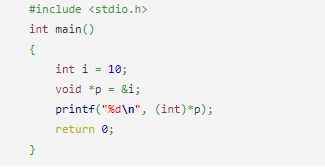 #include <stdio.h>
int main()
{
    int i = 10;
    void *p = &i;
    printf("%d\n", (int)*p);
    return 0;
}